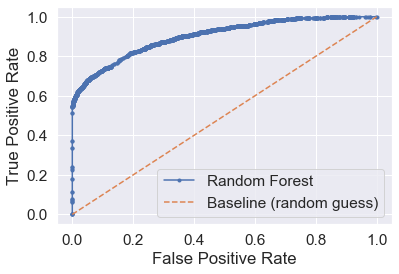 1.0
0.8
0.6
0.4
0.2
0.0
True Positive Rate
Random Forest
Baseline (random guess)
0.0 0.2 0.4 0.6 0.8 1.0
False Positive Rate